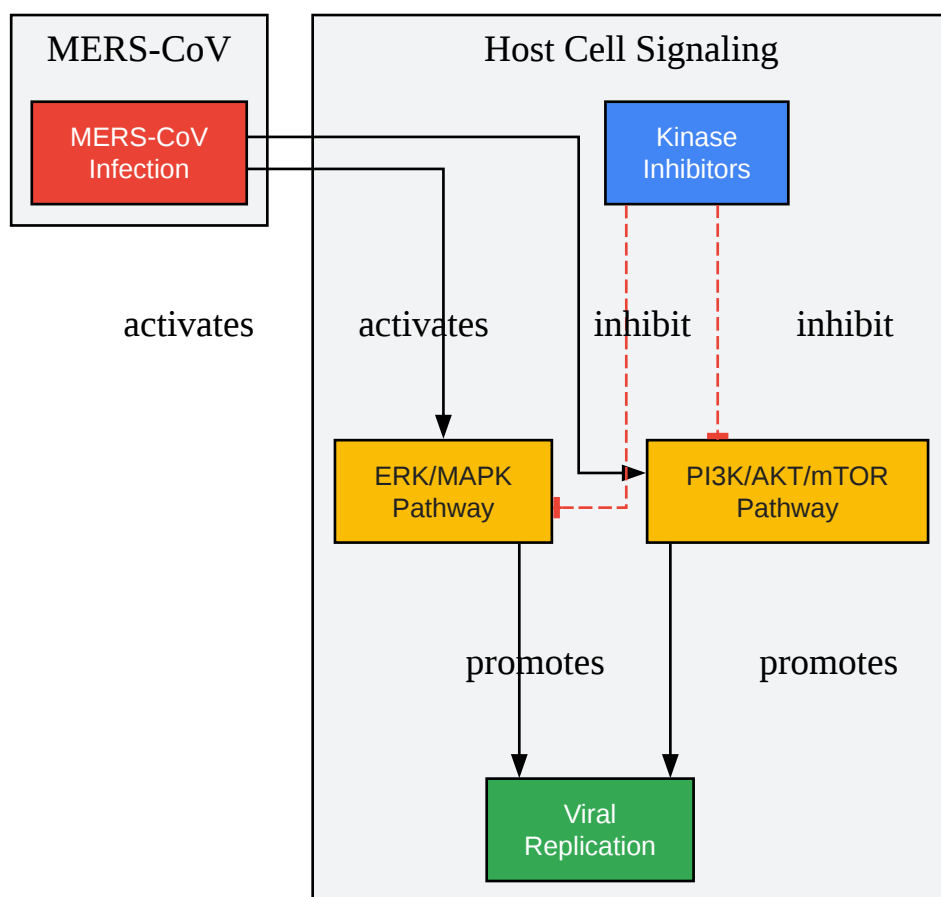 MERS-CoV
Host Cell Signaling
MERS-CoV
Infection
Kinase
Inhibitors
activates
activates
inhibit
inhibit
ERK/MAPK
Pathway
PI3K/AKT/mTOR
Pathway
promotes
promotes
Viral
Replication